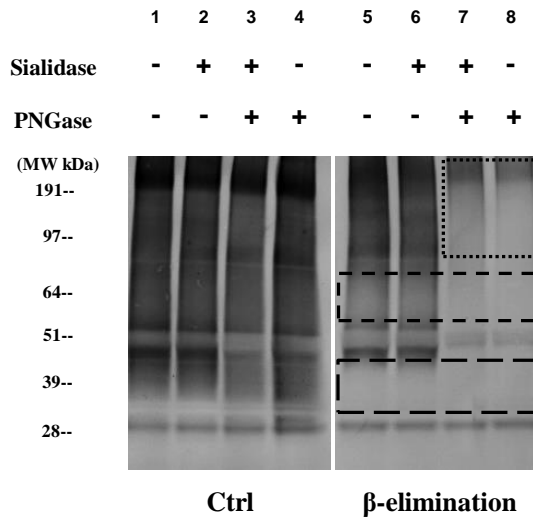 1 2 3 4 5 6 7 8
Sialidase - + + - - + + -
PNGase - - + + - - + +
(MW kDa)
191--
97--
64--
51--
39--
28--
Ctrl β-elimination